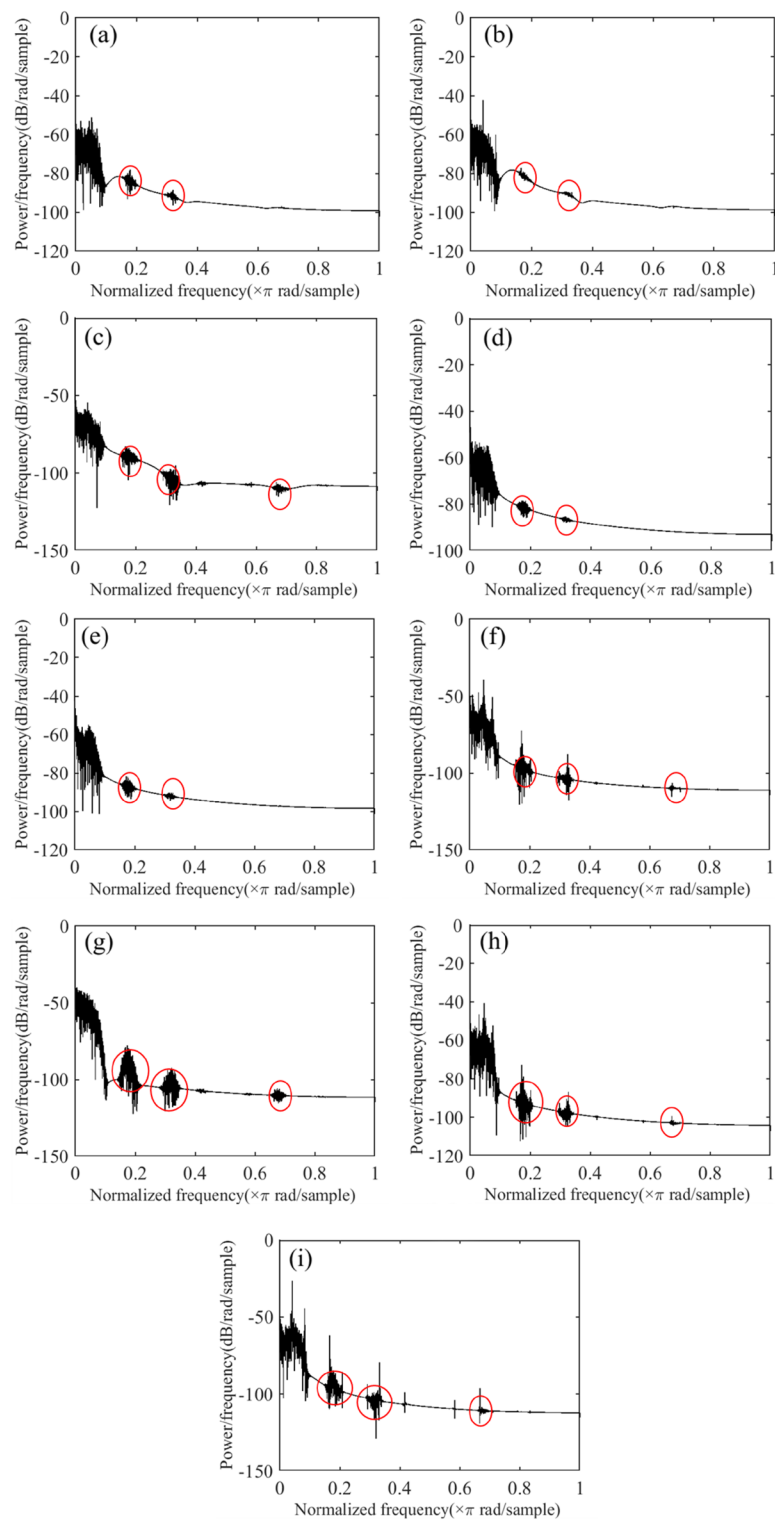 (a)
0
-20
-40
-60
-80
-100
-120
0 0.2 0.4 0.6 0.8 1
Power/frequency(dB/rad/sample)
Normalized frequency(×π rad/sample)
(b)
0
-20
-40
-60
-80
-100
-120
0 0.2 0.4 0.6 0.8 1
Power/frequency(dB/rad/sample)
Normalized frequency(×π rad/sample)
(c)
0
-50
-100
-150
0 0.2 0.4 0.6 0.8 1
Power/frequency(dB/rad/sample)
Normalized frequency(×π rad/sample)
(d)
0
-20
-40
-60
-80
-100
0 0.2 0.4 0.6 0.8 1
Power/frequency(dB/rad/sample)
Normalized frequency(×π rad/sample)
(e)
0
-20
-40
-60
-80
-100
-120
0 0.2 0.4 0.6 0.8 1
Power/frequency(dB/rad/sample)
Normalized frequency(×π rad/sample)
(f)
0
-50
-100
-150
0 0.2 0.4 0.6 0.8 1
Power/frequency(dB/rad/sample)
Normalized frequency(×π rad/sample)
(g)
0
-50
-100
-150
0 0.2 0.4 0.6 0.8 1
Power/frequency(dB/rad/sample)
Normalized frequency(×π rad/sample)
(h)
0
-20
-40
-60
-80
-100
-120
0 0.2 0.4 0.6 0.8 1
Power/frequency(dB/rad/sample)
Normalized frequency(×π rad/sample)
(i)
0
-50
-100
-150
0 0.2 0.4 0.6 0.8 1
Power/frequency(dB/rad/sample)
Normalized frequency(×π rad/sample)